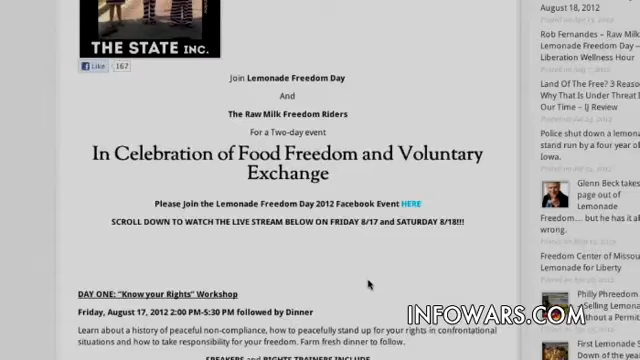 THE STATE INC.
Like 167
Join Lemonade Freedom Day
And
The Raw Milk Freedom Riders
For a Two-day event
In Celebration of Food Freedom and Voluntary
Exchange
Please Join the Lemonade Freedom Day 2012 Facebook Event HERE
SCROLL DOWN TO WATCH THE LIVE STREAM BELOW ON FRIDAY 8/17 and SATURDAY 8/18!!!
DAY ONE: "Know your Rights" Workshop
Friday, August 17, 2012 2:00 PM-5:30 PM followed by Dinner
Learn about a history of peaceful non-compliance, how to peacefully stand up for your rights in confrontational
situations and how to take responsibility for your freedom. Farm fresh dinner to follow.
SPEAKERS and RIGHTS TRAINERS INCLUDE
August 18, 2012
Rob Fernandes – Raw Milk
Lemonade Freedom Day –
Liberation Wellness Hour
Land Of The Free? 3 Reaso
Why That Is Under Threat I
Our Time – IJ Review
Police shut down a lemona
stand run by a four year ol
Iowa.
Glenn Beck takes
page out of
Lemonade
Freedom... but he has it a
wrong.
Freedom Center of Missou
Lemonade for Liberty
Philly Phreedom
Selling Lemona
Without a Permit
First Lemonade S
Down of the
INFOWARS.COM